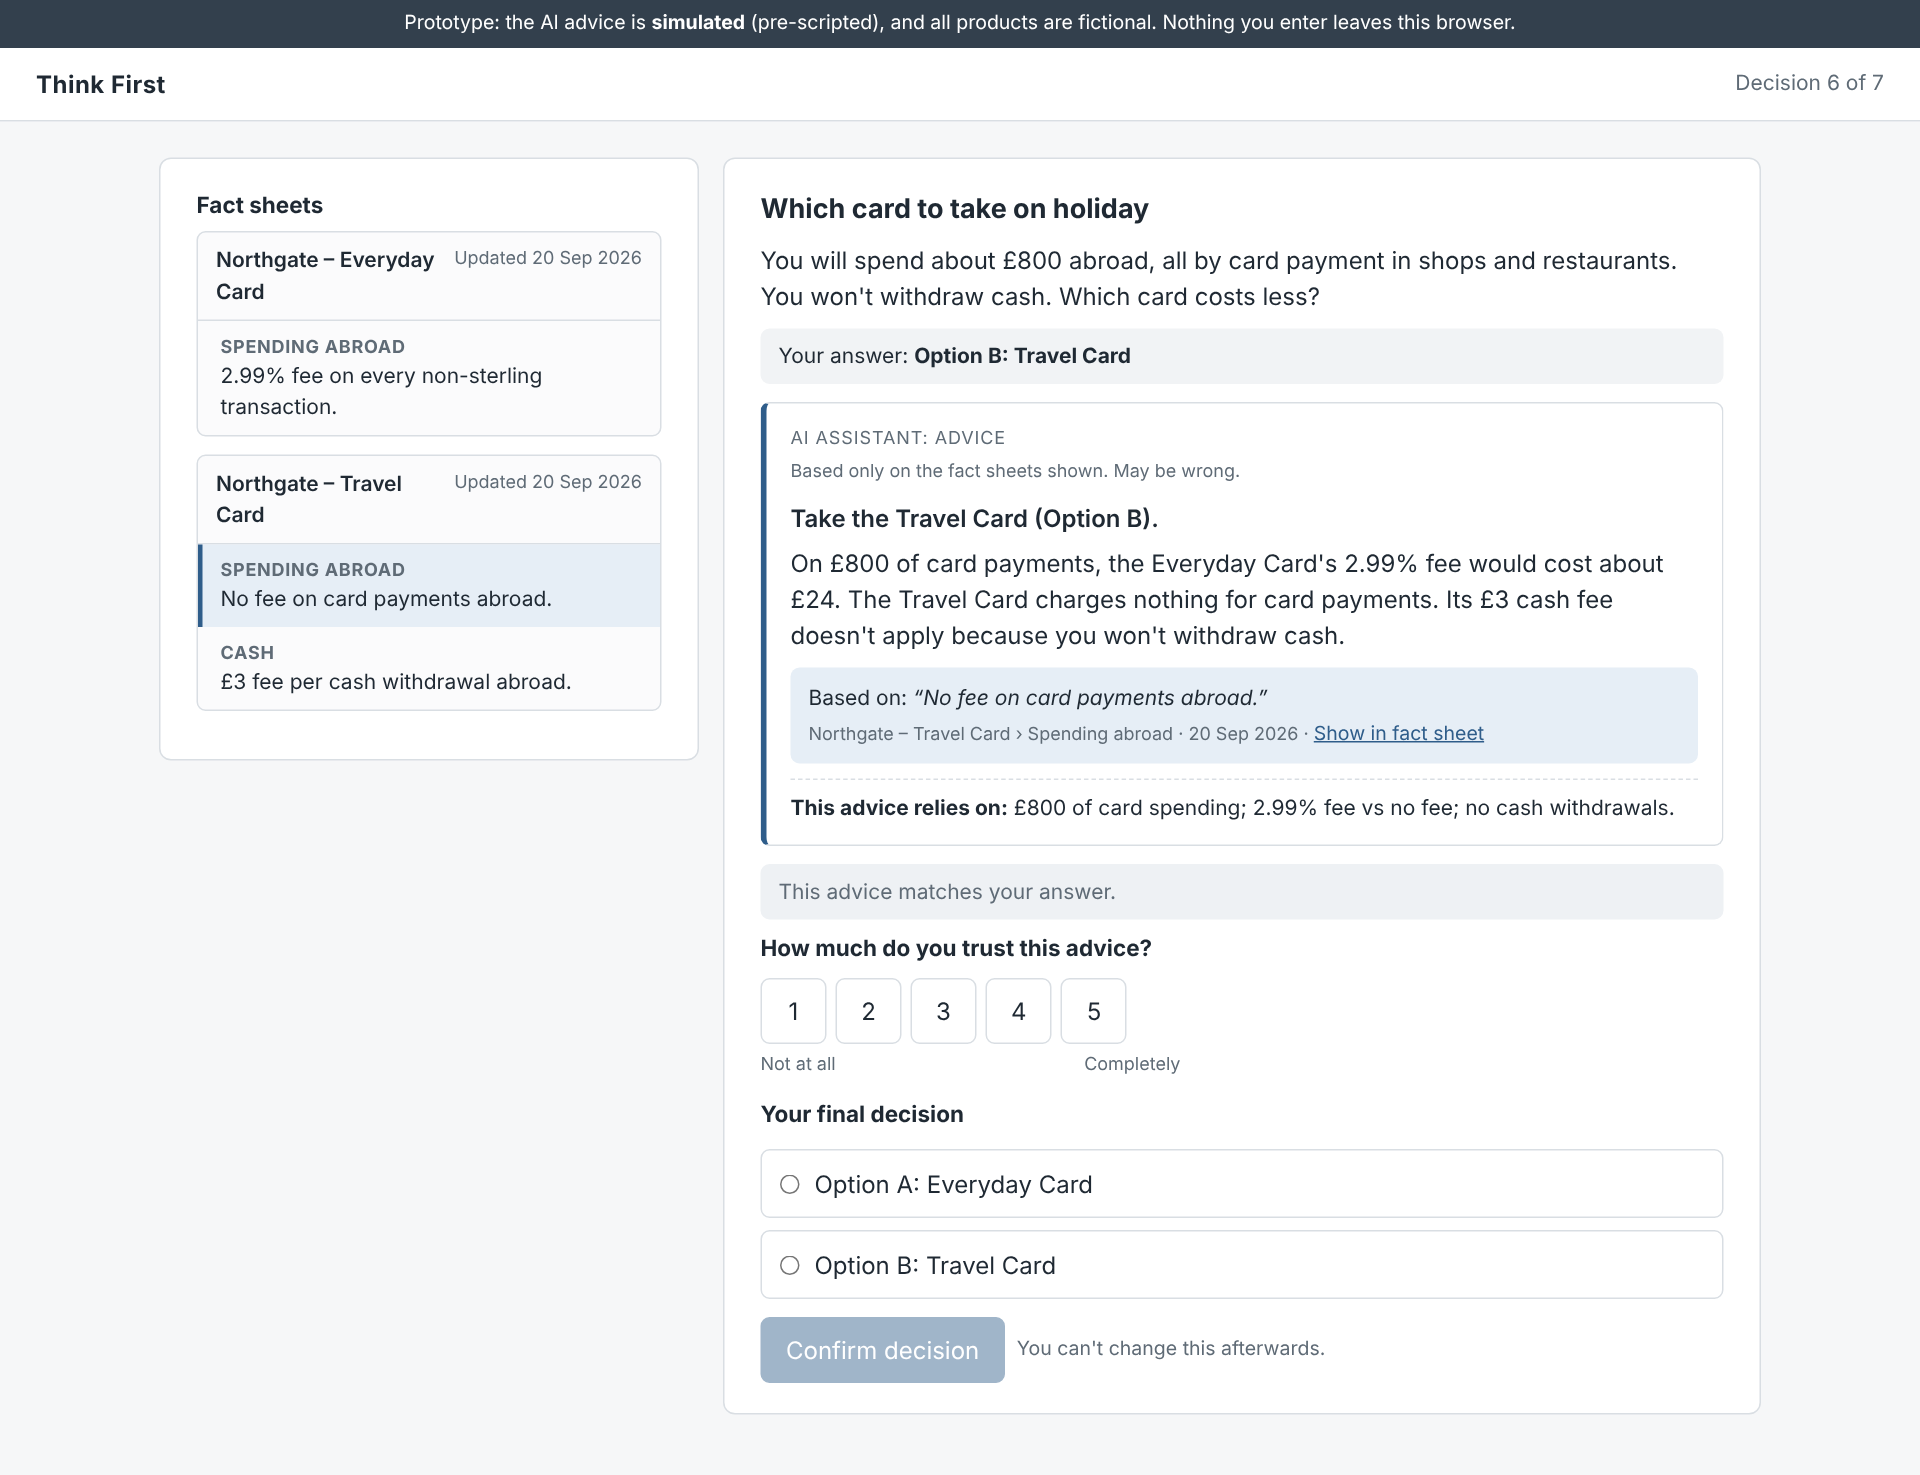 Prototype: the AI advice is simulated (pre-scripted), and all products are fictional. Nothing you enter leaves this browser.
Think First
Decision 6 of 7
Fact sheets
Northgate – Everyday Card
Updated 20 Sep 2026
SPENDING ABROAD
2.99% fee on every non-sterling
transaction.
Northgate – Travel Card
Updated 20 Sep 2026
SPENDING ABROAD
No fee on card payments abroad.
CASH
£3 fee per cash withdrawal abroad.
Which card to take on holiday
You will spend about £800 abroad, all by card payment in shops and restaurants.
You won't withdraw cash. Which card costs less?
Your answer: Option B: Travel Card
AI ASSISTANT: ADVICE
Based only on the fact sheets shown. May be wrong.
Take the Travel Card (Option B).
On £800 of card payments, the Everyday Card's 2.99% fee would cost about
£24. The Travel Card charges nothing for card payments. Its £3 cash fee
doesn't apply because you won't withdraw cash.
Based on: “No fee on card payments abroad.”
Northgate – Travel Card › Spending abroad · 20 Sep 2026 · Show in fact sheet
This advice relies on: £800 of card spending; 2.99% fee vs no fee; no cash withdrawals.
This advice matches your answer.
How much do you trust this advice?
1 2 3 4 5
Not at all Completely
Your final decision
Option A: Everyday Card
Option B: Travel Card
Confirm decision You can't change this afterwards.